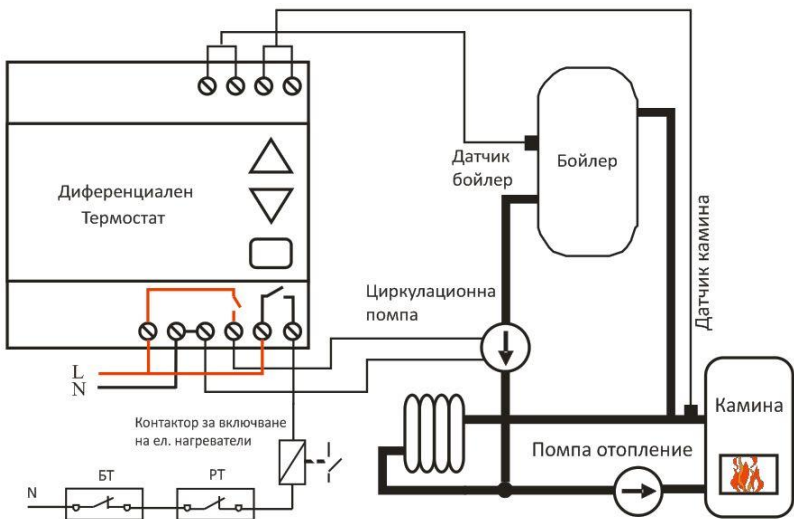 Диференциален
Термостат
Датчик
бойлер
Бойлер
Датчик камина
Циркулационна
помпа
L
N
Контактор за включване
на ел. нагреватели
Камина
Помпа отопление
N
БТ
РТ